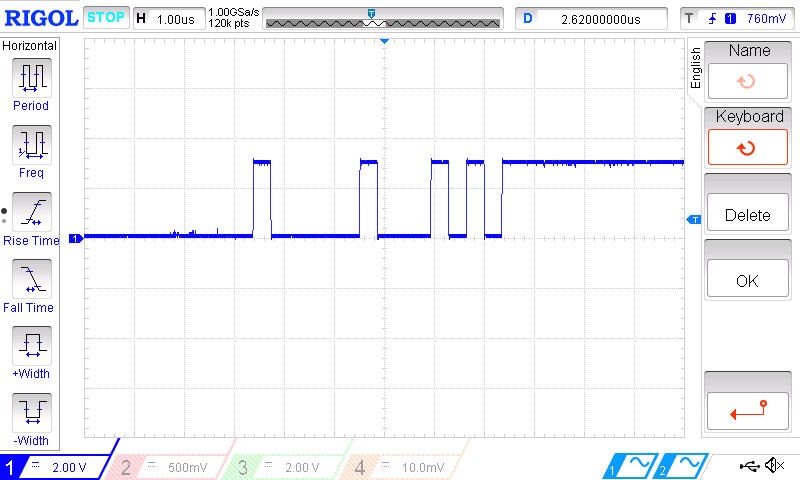 RIGOL STOP H 1.00us 1.00GSa/s 120k pts T D 2.62000000us T 1 760mV
Horizontal
Period
Freq
Rise Time
Fall Time
+Width
-Width
1
T
English
Name
Keyboard
Delete
OK
1 2.00 V 2 500mV 3 2.00 V 4 10.0mV 1 2